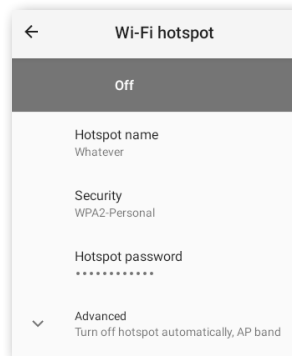 Wi-Fi hotspot
Off
Hotspot name
Whatever
Security
WPA2-Personal
Hotspot password
••••••••••••
Advanced
Turn off hotspot automatically, AP band